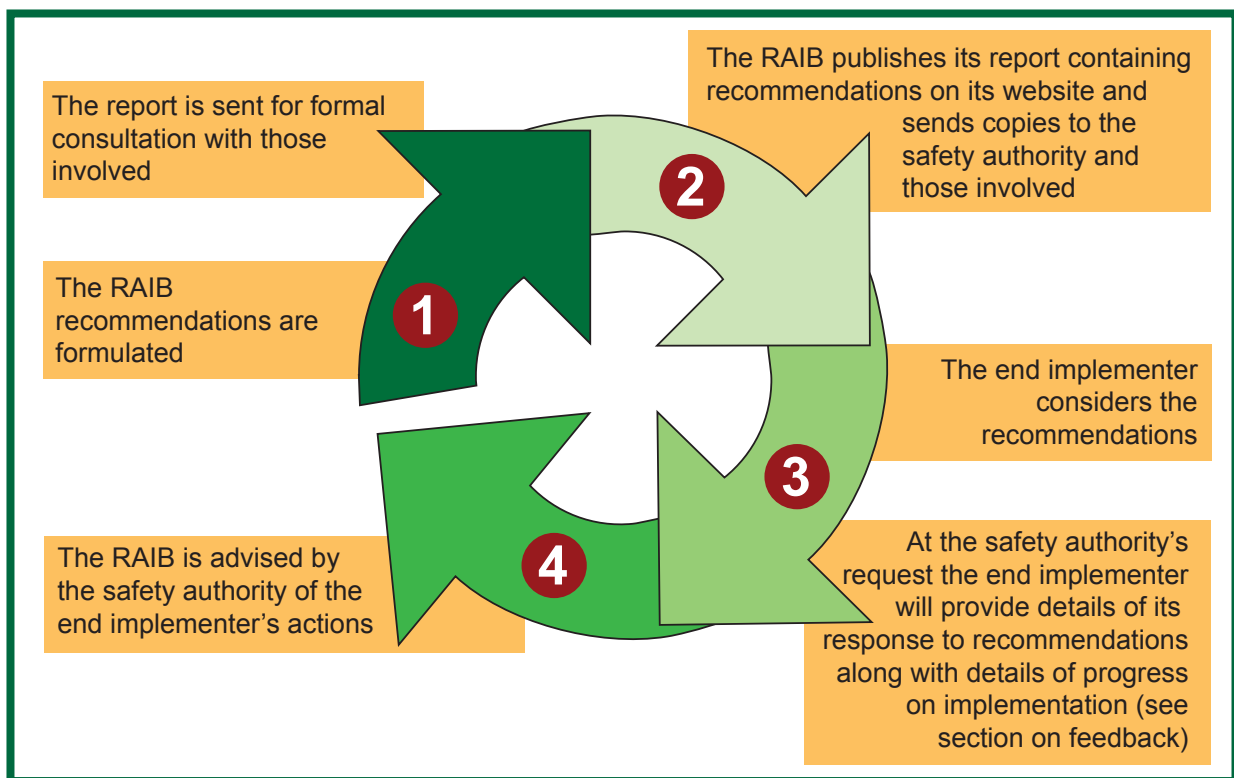 The report is sent for formal
consultation with those
involved
The RAIB publishes its report containing
recommendations on its website and
sends copies to the
safety authority and
those involved
2
The RAIB
recommendations are
formulated
1
The end implementer
considers the
recommendations
3
At the safety authority's
request the end implementer
will provide details of its
response to recommendations
along with details of progress
on implementation (see
section on feedback)
4
The RAIB is advised by
the safety authority of the
end implementer's actions